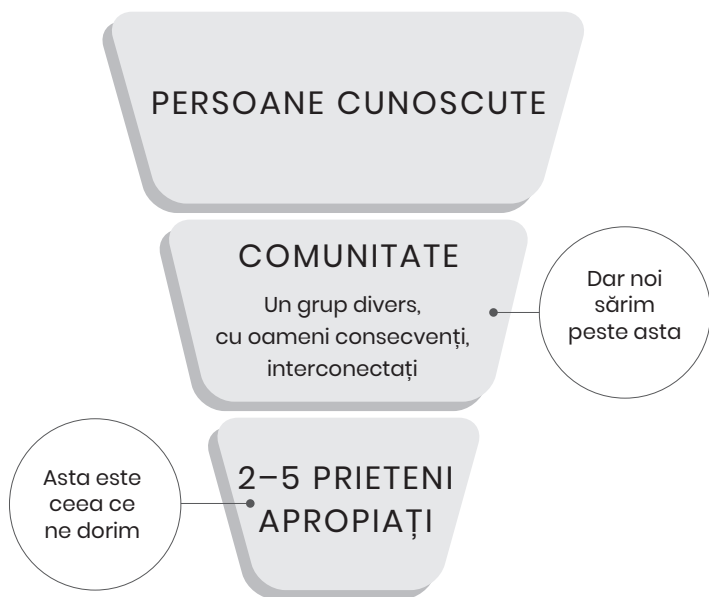 PERSOANE CUNOSCUTE
COMUNITATE
Un grup divers,
cu oameni consecvenți,
interconectați
Dar noi
sărim
peste asta
Asta este
ceea ce
ne dorim
2–5 PRIETENI
APROPIAȚI